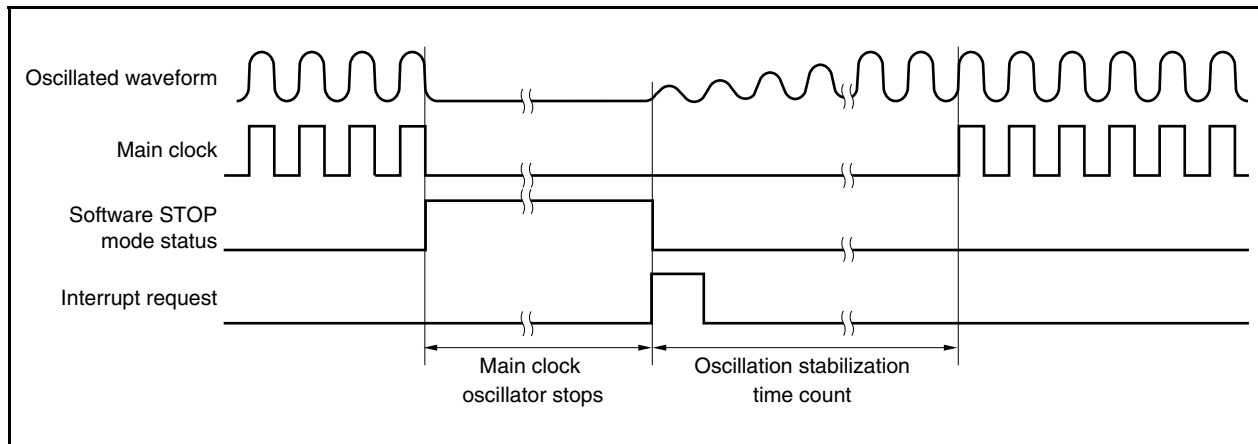 Oscillated waveform
Main clock
Software STOP
mode status
Interrupt request
Main clock
oscillator stops
Oscillation stabilization
time count